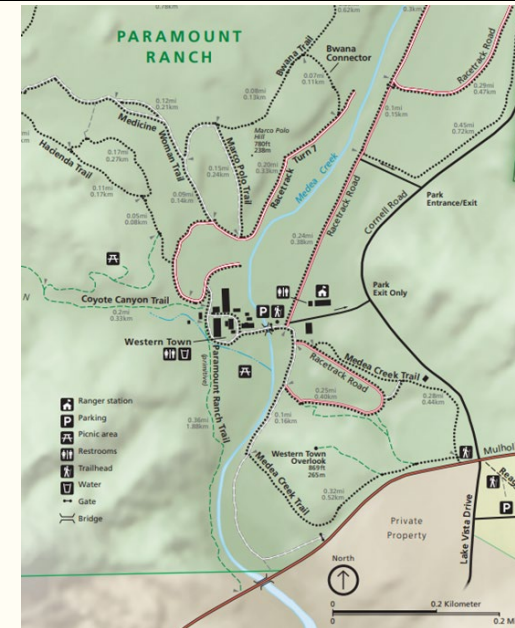 PARAMOUNT
RANCH
0.62km
0.3km
Bwana Trail
Bwana
Connector
0.07mi
0.11km
Racetrack Road
0.29mi
0.47km
0.08mi
0.13km
0.12mi
0.21km
Medicine Woman Trail
Marco Polo
Hill
780ft
238m
0.1mi
0.15km
0.45mi
0.72km
Hacienda Trail
0.17mi
0.27km
0.15mi
0.24km
Marco Polo Trail
0.20mi
0.33km
Racetrack Turn 7
Medea Creek
0.11mi
0.17km
0.09mi
0.14km
Racetrack Road
Park
Entrance/Exit
0.05mi
0.08km
0.24mi
0.38km
Cornell Road
N
Coyote Canyon Trail
0.2mi
0.33km
Park
Exit Only
P
Western Town
Paramount Ranch Trail
Medea Creek Trail
Racetrack Road
0.25mi
0.40km
0.28mi
0.44km
0.36mi
1.88km
0.1mi
0.16km
Ranger station
P Parking
Picnic area
Restrooms
Trailhead
Water
Gate
Bridge
Western Town
Overlook
869ft
265m
Medea Creek Trail
0.32mi
0.52km
Mulhol
P
Private
Property
Lake Vista Drive
North
0 0.2 Kilometer
0 0.2 M